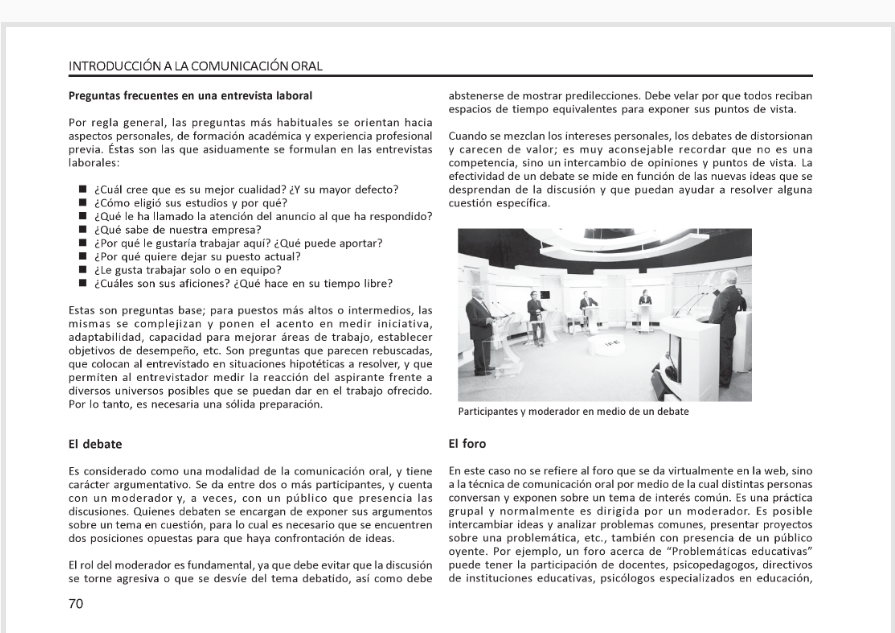 INTRODUCCIÓN A LA COMUNICACIÓN ORAL
Preguntas frecuentes en una entrevista laboral
Por regla general, las preguntas más habituales se orientan hacia
aspectos personales, de formación académica y experiencia profesional
previa. Éstas son las que asiduamente se formulan en las entrevistas
laborales:
■ ¿Cuál cree que es su mejor cualidad? ¿Y su mayor defecto?
■ ¿Cómo eligió sus estudios y por qué?
■ ¿Qué le ha llamado la atención del anuncio al que ha respondido?
■ ¿Qué sabe de nuestra empresa?
■ ¿Por qué le gustaría trabajar aquí? ¿Qué puede aportar?
■ ¿Por qué quiere dejar su puesto actual?
■ ¿Le gusta trabajar solo o en equipo?
■ ¿Cuáles son sus aficiones? ¿Qué hace en su tiempo libre?
Estas son preguntas base; para puestos más altos o intermedios, las
mismas se complejizan y ponen el acento en medir iniciativa,
adaptabilidad, capacidad para mejorar áreas de trabajo, establecer
objetivos de desempeño, etc. Son preguntas que parecen rebuscadas,
que colocan al entrevistado en situaciones hipotéticas a resolver, y que
permiten al entrevistador medir la reacción del aspirante frente a
diversos universos posibles que se puedan dar en el trabajo ofrecido.
Por lo tanto, es necesaria una sólida preparación.
El debate
Es considerado como una modalidad de la comunicación oral, y tiene
carácter argumentativo. Se da entre dos o más participantes, y cuenta
con un moderador y, a veces, con un público que presencia las
discusiones. Quienes debaten se encargan de exponer sus argumentos
sobre un tema en cuestión, para lo cual es necesario que se encuentren
dos posiciones opuestas para que haya confrontación de ideas.
El rol del moderador es fundamental, ya que debe evitar que la discusión
se torne agresiva o que se desvíe del tema debatido, así como debe
abstenerse de mostrar predilecciones. Debe velar por que todos reciban
espacios de tiempo equivalentes para exponer sus puntos de vista.
Cuando se mezclan los intereses personales, los debates de distorsionan
y carecen de valor; es muy aconsejable recordar que no es una
competencia, sino un intercambio de opiniones y puntos de vista. La
efectividad de un debate se mide en función de las nuevas ideas que se
desprendan de la discusión y que puedan ayudar a resolver alguna
cuestión específica.
IFE
Participantes y moderador en medio de un debate
El foro
En este caso no se refiere al foro que se da virtualmente en la web, sino
a la técnica de comunicación oral por medio de la cual distintas personas
conversan y exponen sobre un tema de interés común. Es una práctica
grupal y normalmente es dirigida por un moderador. Es posible
intercambiar ideas y analizar problemas comunes, presentar proyectos
sobre una problemática, etc., también con presencia de un público
oyente. Por ejemplo, un foro acerca de “Problemáticas educativas”
puede tener la participación de docentes, psicopedagogos, directivos
de instituciones educativas, psicólogos especializados en educación,
70